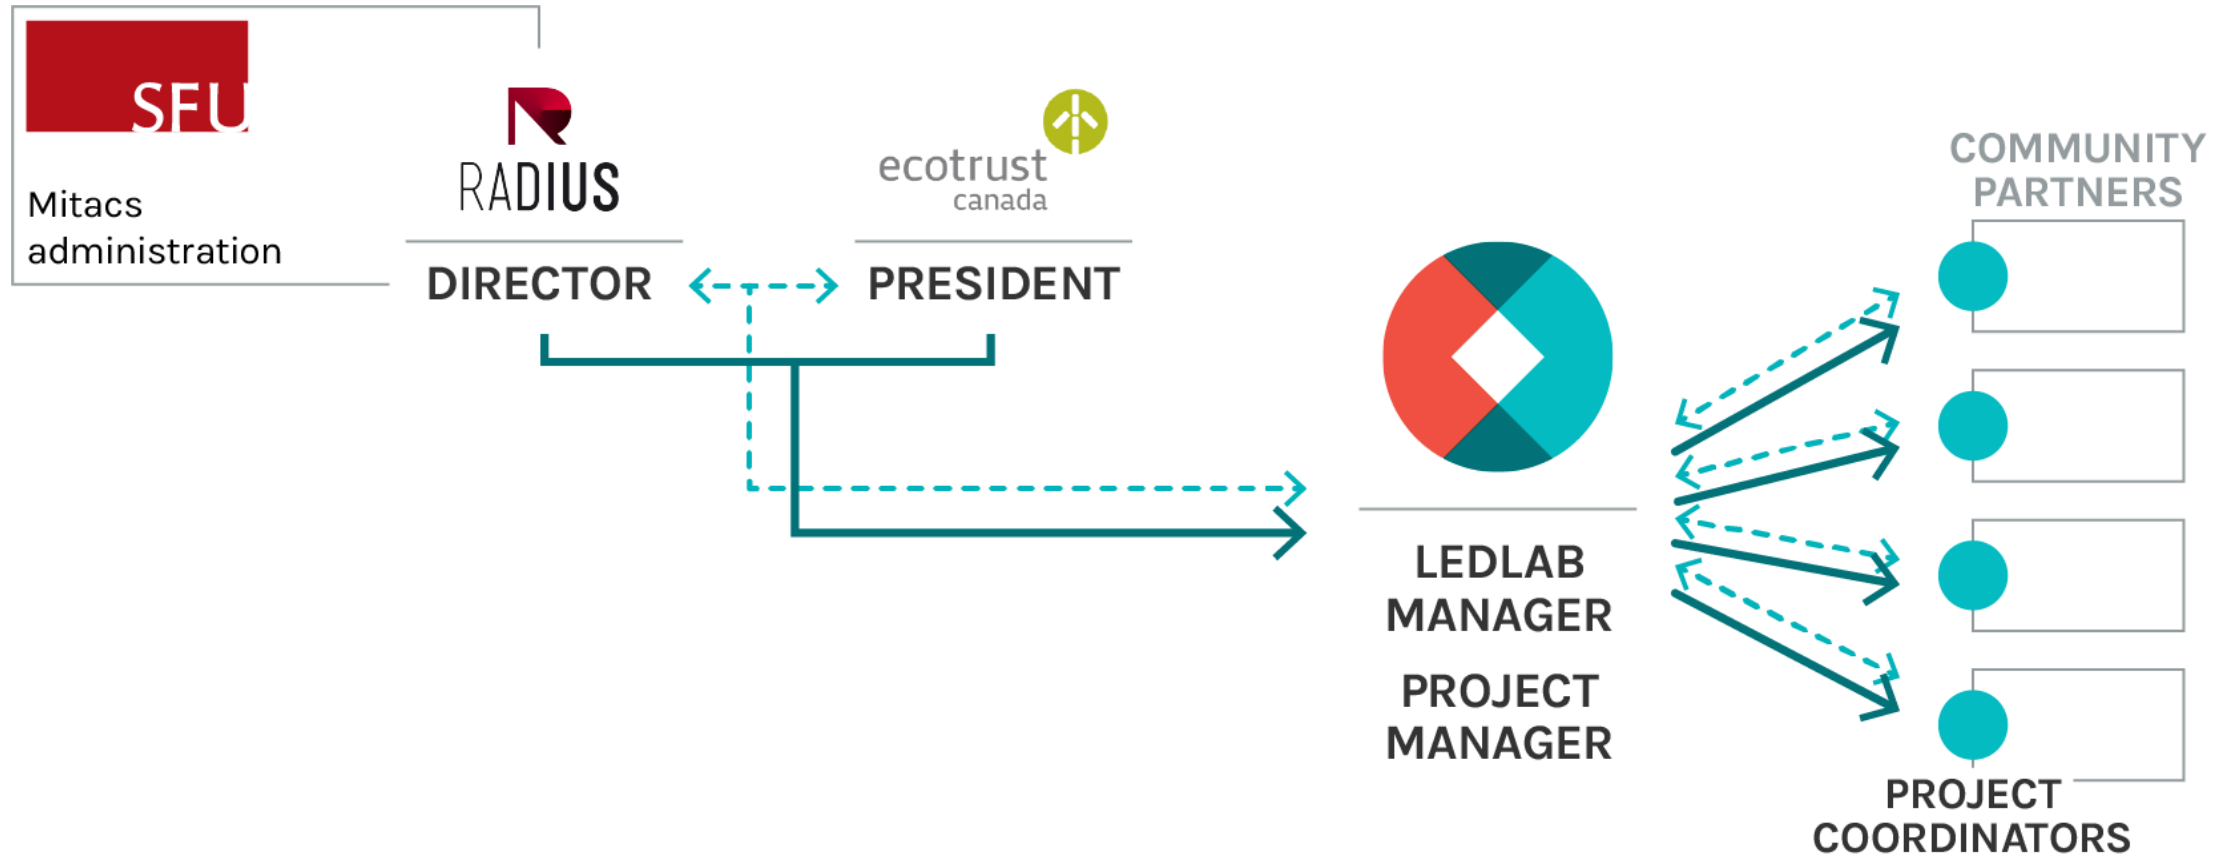 SFU
Mitacs
administration
RADIUS
DIRECTOR
ecotrust
canada
PRESIDENT
LEDLAB
MANAGER
PROJECT
MANAGER
COMMUNITY
PARTNERS
PROJECT
COORDINATORS